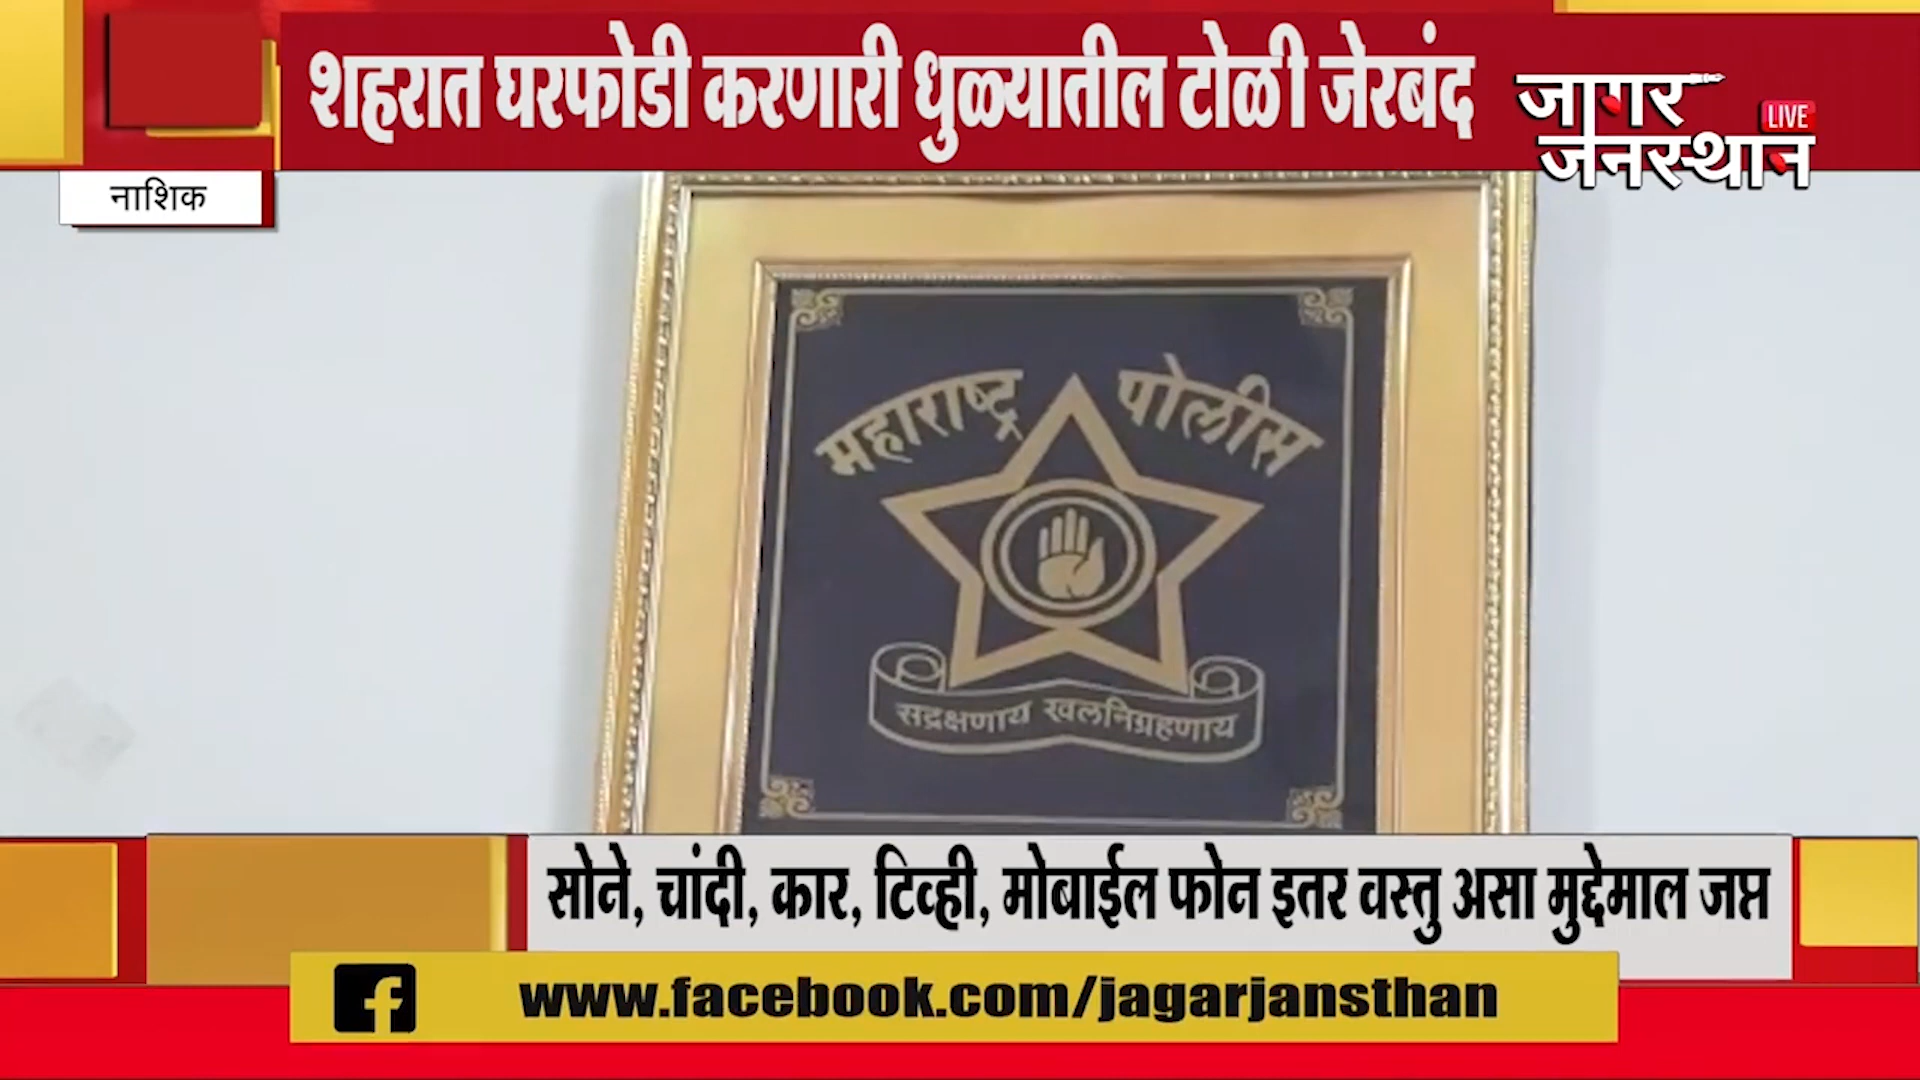 शहरात घरफोडी करणारी धुळ्यातील टोळी जेरबंद
जागर
LIVE
जनस्थान
नाशिक
महाराष्ट्र पोलीस
सद्रक्षणाय खलनिग्रहणाय
सोने, चांदी, कार, टिव्ही, मोबाईल फोन इतर वस्तु असा मुद्देमाल जप्त
www.facebook.com/jagarjansthan